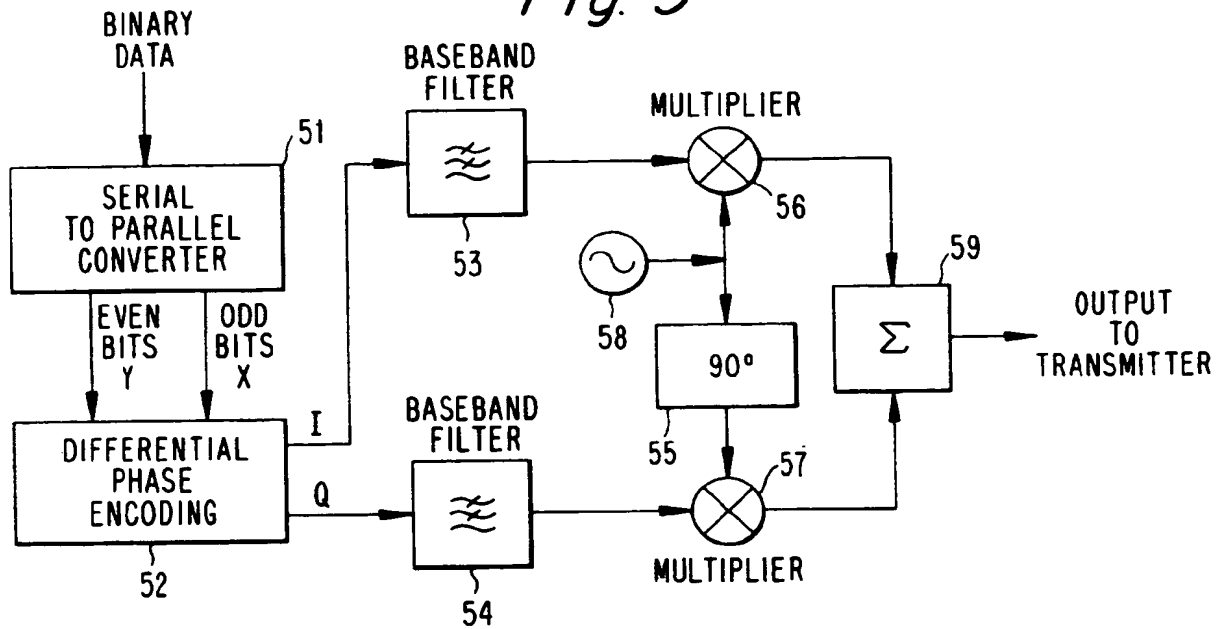 Fig. 5
BINARY
DATA
51
SERIAL
TO PARALLEL
CONVERTER
EVEN
BITS
Y
ODD
BITS
X
DIFFERENTIAL
PHASE
ENCODING
52
I
Q
BASEBAND
FILTER
53
BASEBAND
FILTER
54
MULTIPLIER
56
58
90°
55
57
MULTIPLIER
59
Σ
OUTPUT
TO
TRANSMITTER